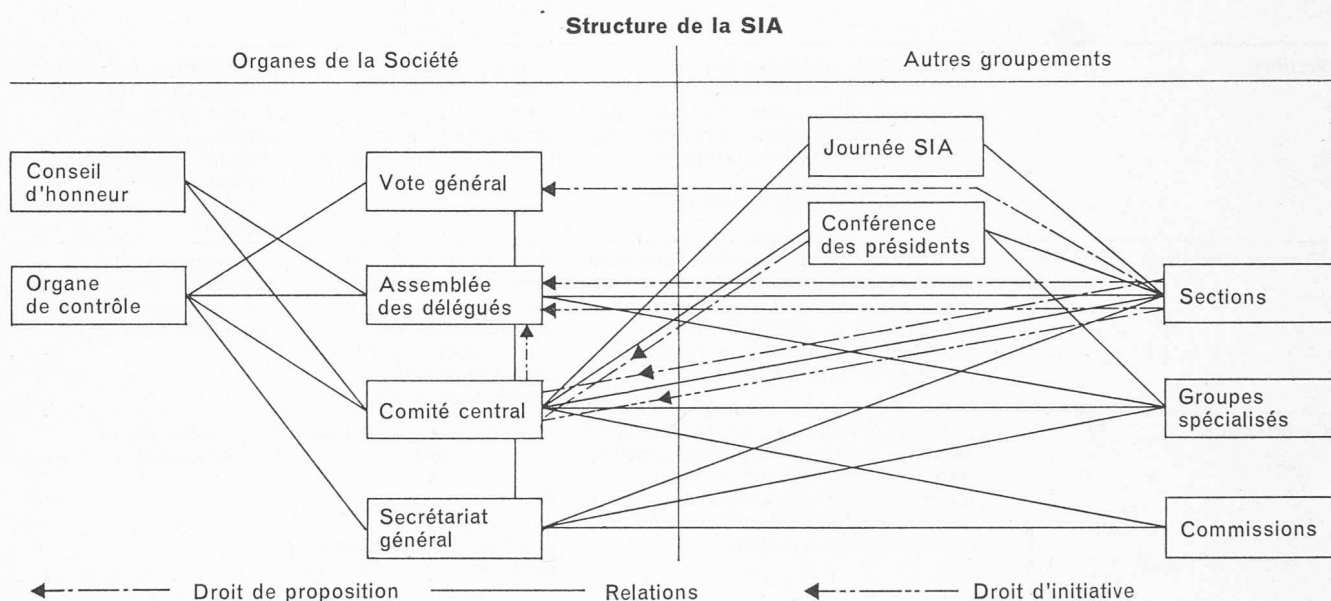 Structure de la SIA
Organes de la Société
Autres groupements
Conseil
d'honneur
Vote général
Journée SIA
Conférence
des présidents
Organe
de contrôle
Assemblée
des délégués
Sections
Comité central
Groupes
spécialisés
Secrétariat
général
Commissions
Droit de proposition
Relations
Droit d'initiative